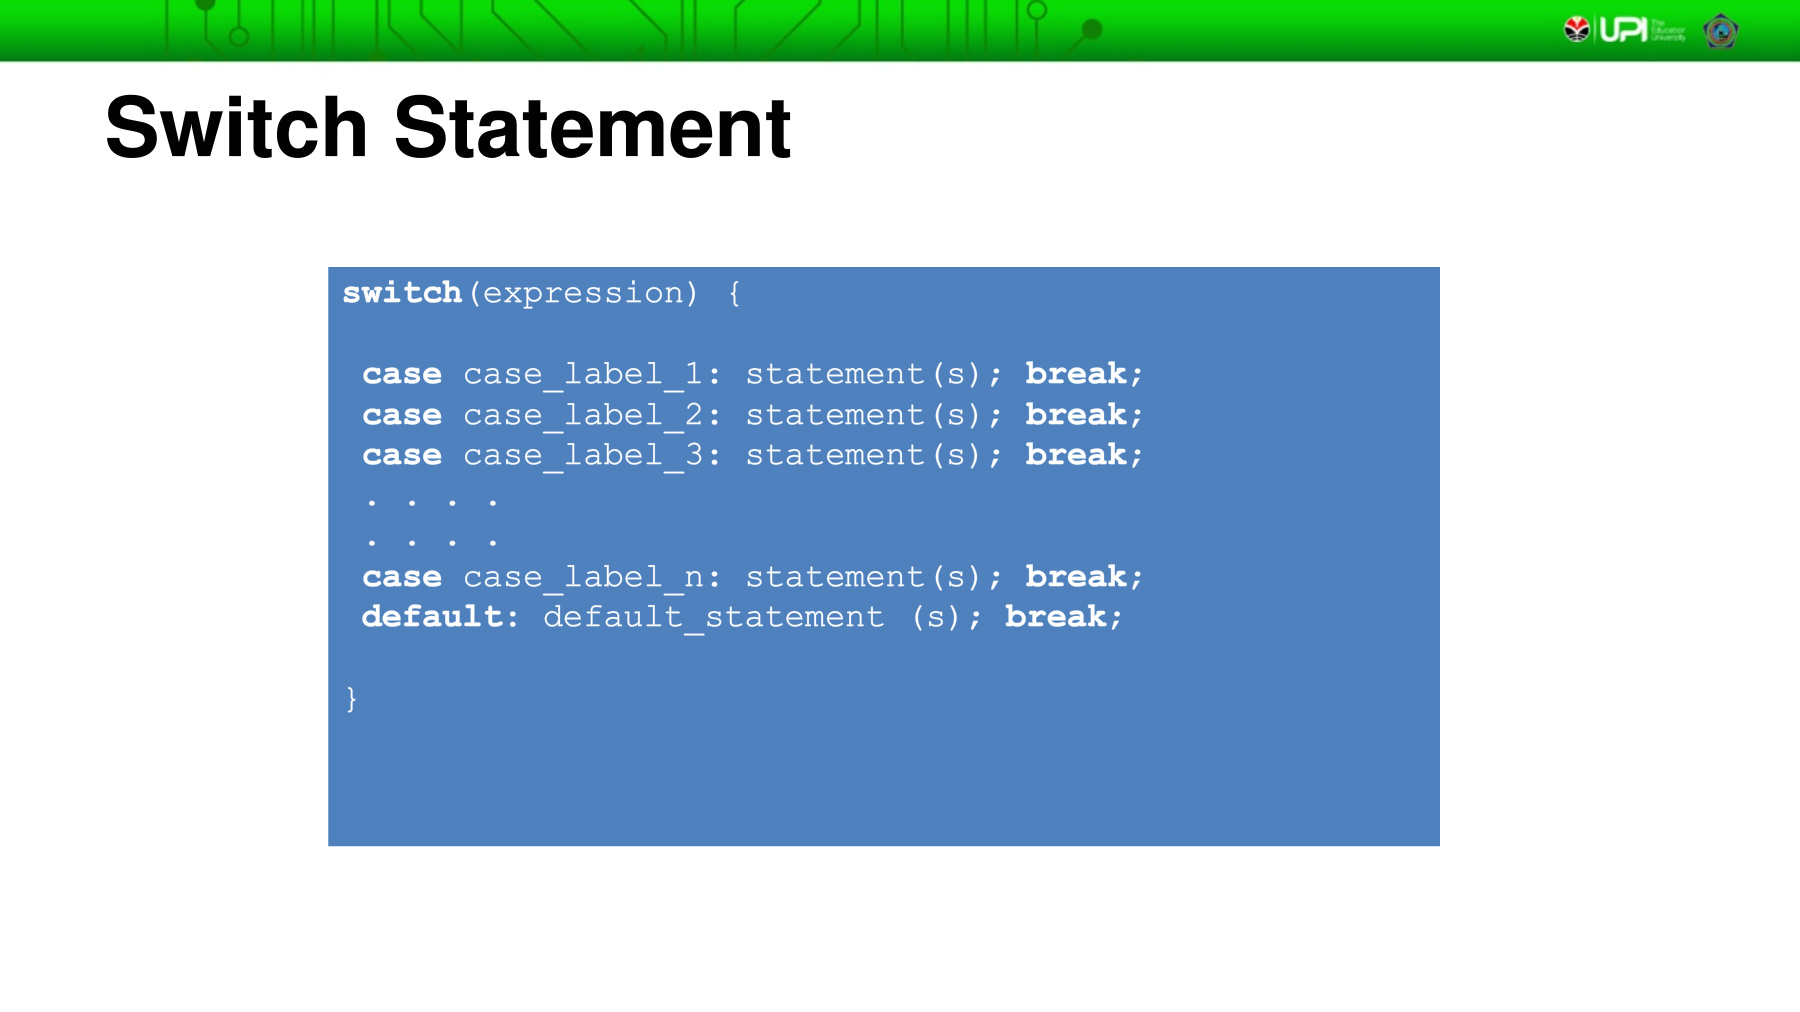 UPI The Education University
Switch Statement
switch(expression) {
case case_label_1: statement(s); break;
case case_label_2: statement(s); break;
case case_label_3: statement(s); break;
. . . .
. . . .
case case_label_n: statement(s); break;
default: default_statement (s); break;
}